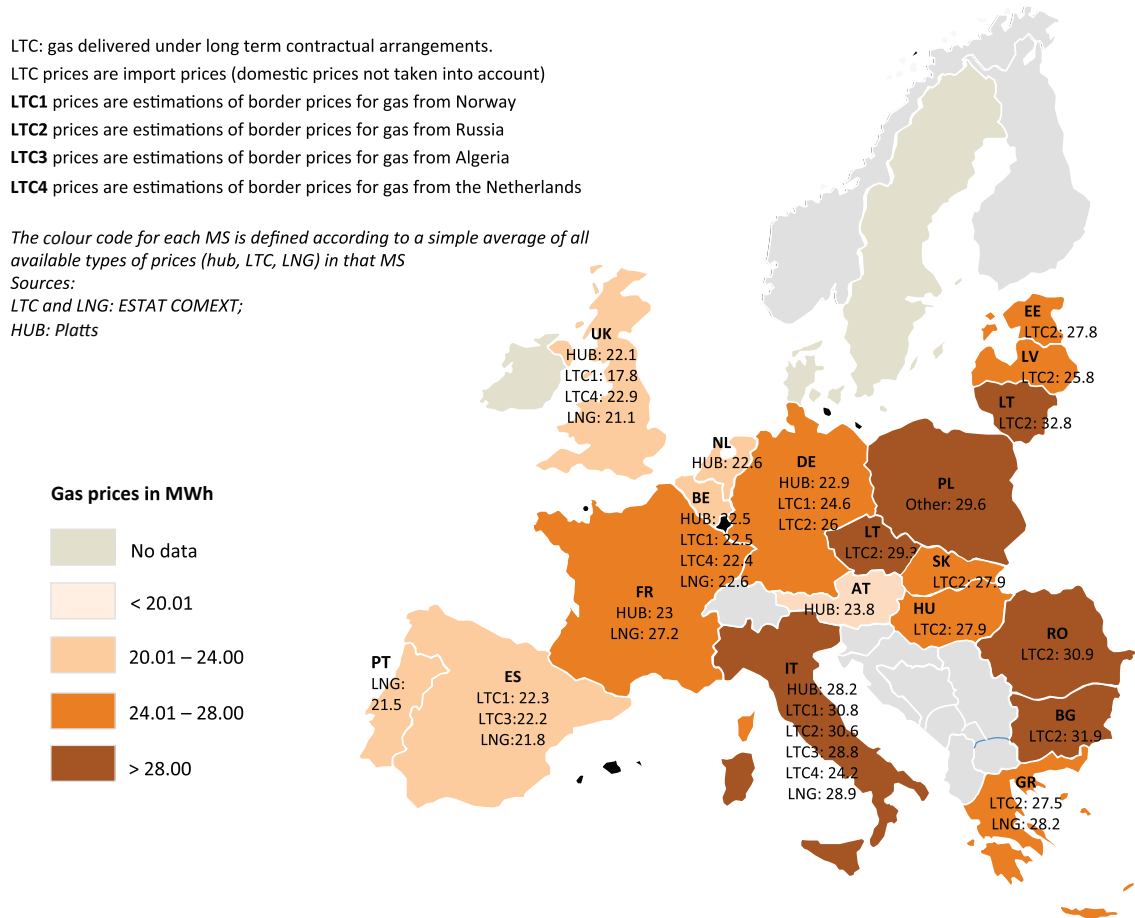 LTC: gas delivered under long term contractual arrangements.
LTC prices are import prices (domestic prices not taken into account)
LTC1 prices are estimations of border prices for gas from Norway
LTC2 prices are estimations of border prices for gas from Russia
LTC3 prices are estimations of border prices for gas from Algeria
LTC4 prices are estimations of border prices for gas from the Netherlands
The colour code for each MS is defined according to a simple average of all
available types of prices (hub, LTC, LNG) in that MS
Sources:
LTC and LNG: ESTAT COMEXT;
HUB: Platts
UK
HUB: 22.1
LTC1: 17.8
LTC4: 22.9
LNG: 21.1
EE
LTC2: 27.8
LV
LTC2: 25.8
LT
LTC2: 32.8
NL
HUB: 22.6
DE
HUB: 22.9
LTC1: 24.6
LTC2: 26
PL
Other: 29.6
BE
HUB: 22.5
LTC1: 22.5
LTC4: 22.4
LNG: 22.6
LT
LTC2: 29.3
SK
LTC2: 27.9
AT
HUB: 23.8
HU
LTC2: 27.9
FR
HUB: 23
LNG: 27.2
RO
LTC2: 30.9
PT
LNG:
21.5
ES
LTC1: 22.3
LTC3:22.2
LNG:21.8
IT
HUB: 28.2
LTC1: 30.8
LTC2: 30.6
LTC3: 28.8
LTC4: 24.2
LNG: 28.9
BG
LTC2: 31.9
GR
LTC2: 27.5
LNG: 28.2
Gas prices in MWh
No data
< 20.01
20.01 – 24.00
24.01 – 28.00
> 28.00